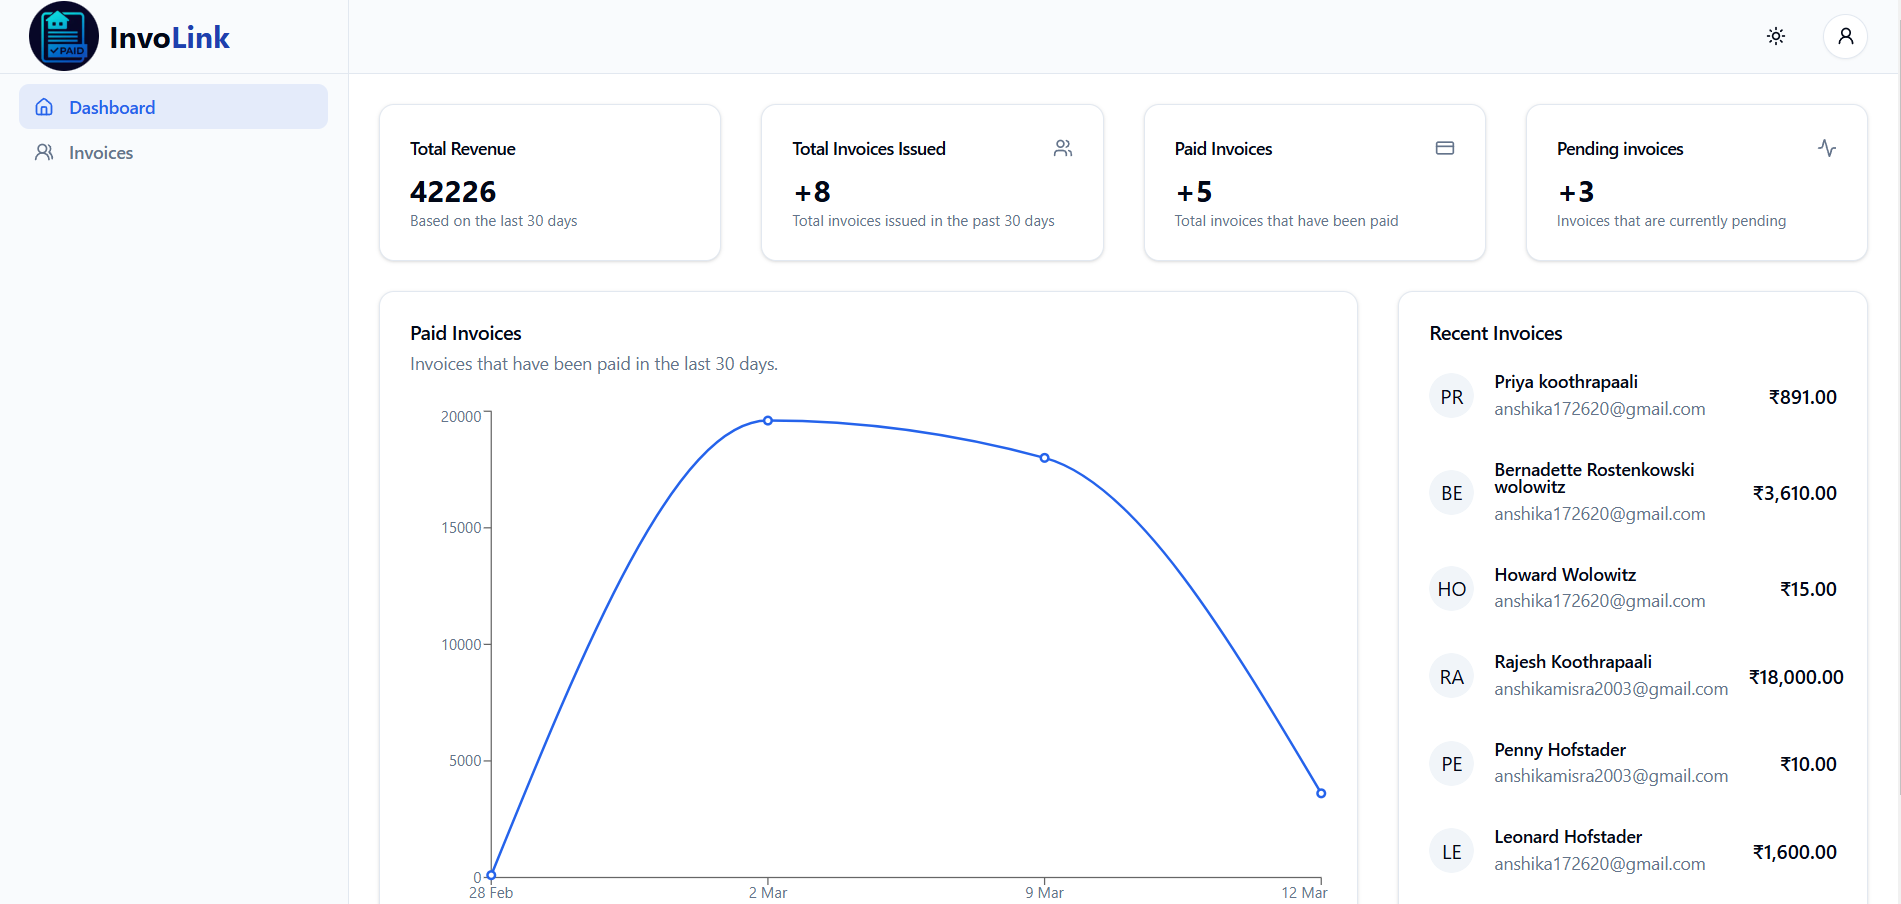 PAID
InvoLink
Dashboard
Invoices
Total Revenue
42226
Based on the last 30 days
Total Invoices Issued
+8
Total invoices issued in the past 30 days
Paid Invoices
+5
Total invoices that have been paid
Pending invoices
+3
Invoices that are currently pending
Paid Invoices
Invoices that have been paid in the last 30 days.
20000
15000
10000
5000
0
28 Feb
2 Mar
9 Mar
12 Mar
Recent Invoices
PR
Priya koothrapaali
anshika172620@gmail.com
₹891.00
BE
Bernadette Rostenkowski
wolowitz
anshika172620@gmail.com
₹3,610.00
HO
Howard Wolowitz
anshika172620@gmail.com
₹15.00
RA
Rajesh Koothrapaali
anshikamisra2003@gmail.com
₹18,000.00
PE
Penny Hofstader
anshikamisra2003@gmail.com
₹10.00
LE
Leonard Hofstader
anshika172620@gmail.com
₹1,600.00